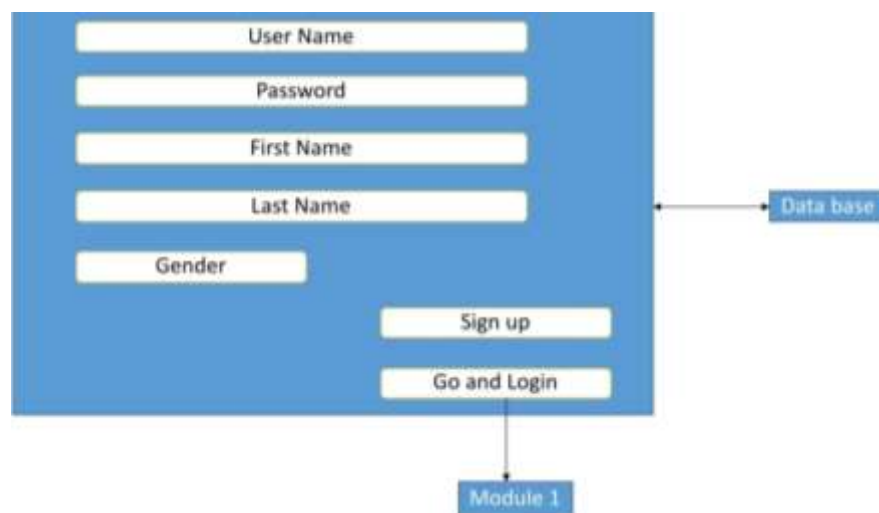 User Name
Password
First Name
Last Name
Data base
Gender
Sign up
Go and Login
Module 1